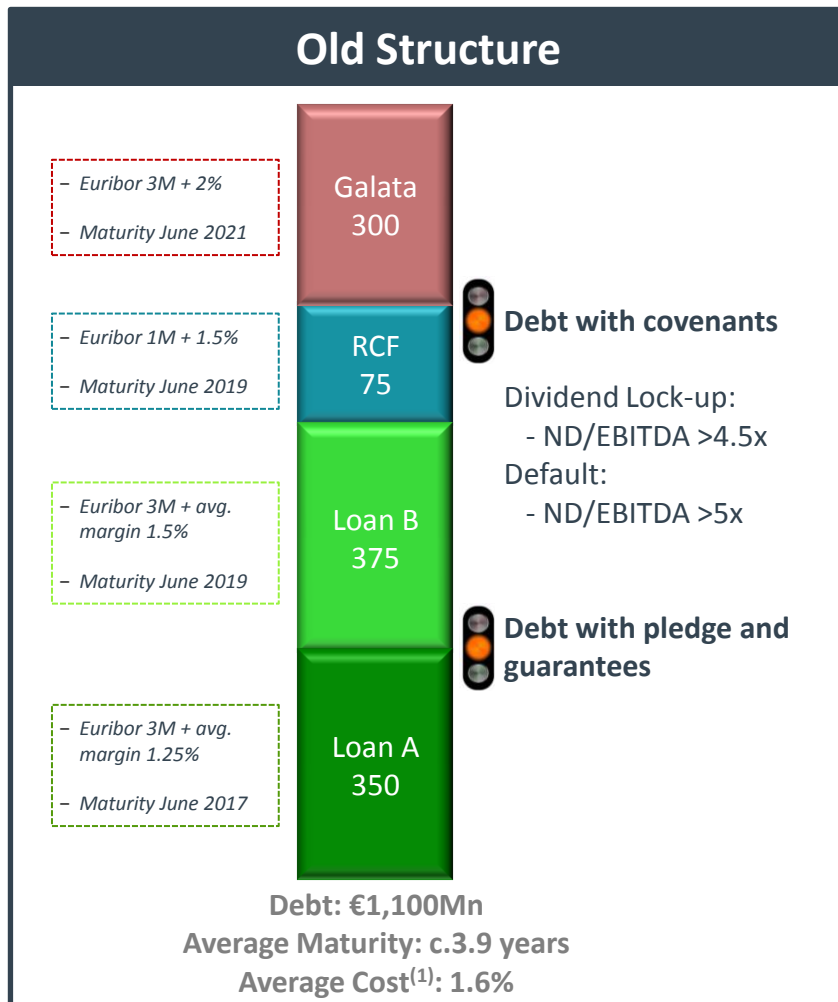 Old Structure
– Euribor 3M + 2%
– Maturity June 2021
Galata
300
– Euribor 1M + 1.5%
– Maturity June 2019
RCF
75
– Euribor 3M + avg.
margin 1.5%
– Maturity June 2019
Loan B
375
– Euribor 3M + avg.
margin 1.25%
– Maturity June 2017
Loan A
350
Debt with covenants
Dividend Lock-up:
- ND/EBITDA >4.5x
Default:
- ND/EBITDA >5x
Debt with pledge and
guarantees
Debt: €1,100Mn
Average Maturity: c.3.9 years
Average Cost(1): 1.6%